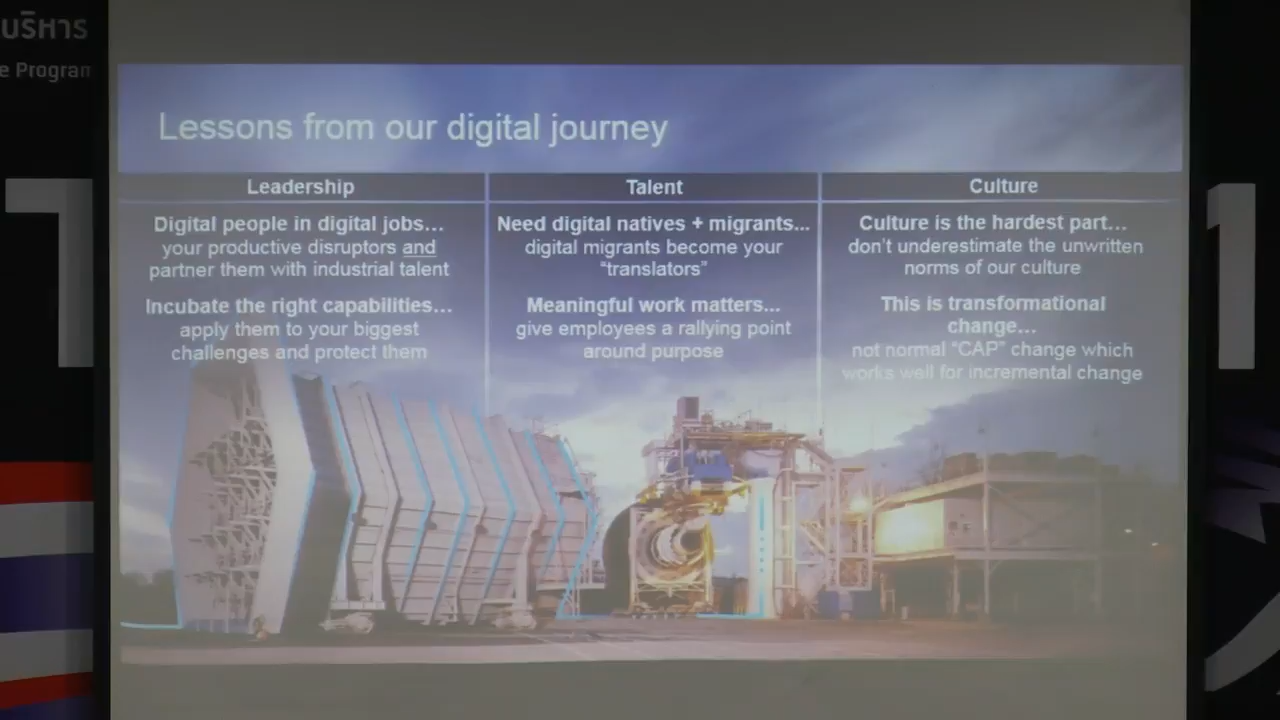 บริหาร
e Program
T
1
Lessons from our digital journey
Leadership
Digital people in digital jobs...
your productive disruptors and
partner them with industrial talent
Incubate the right capabilities...
apply them to your biggest
challenges and protect them
Talent
Need digital natives + migrants...
digital migrants become your
“translators”
Meaningful work matters...
give employees a rallying point
around purpose
Culture
Culture is the hardest part...
don’t underestimate the unwritten
norms of our culture
This is transformational
change...
not normal “CAP” change which
works well for incremental change